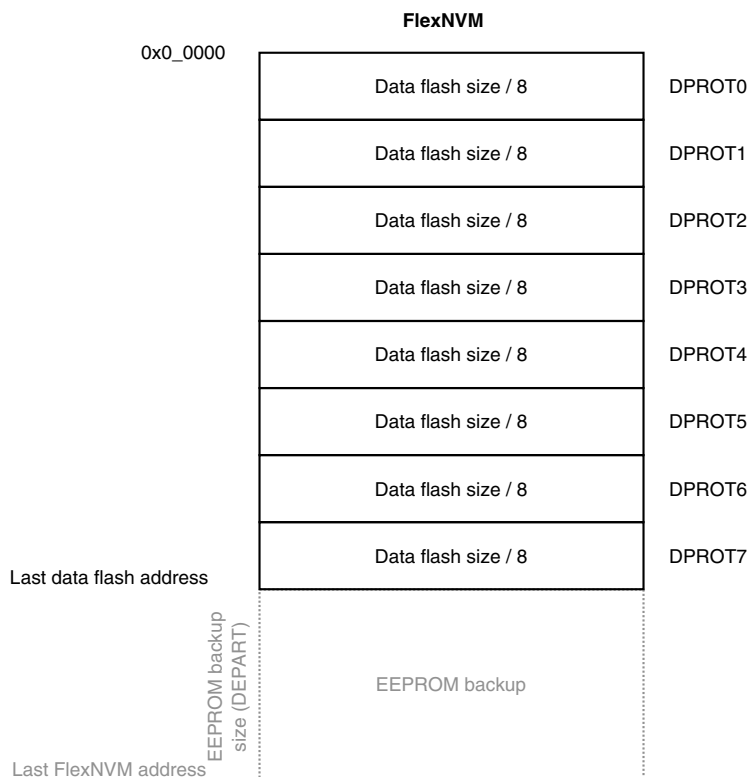 FlexNVM
0x0_0000
Data flash size / 8 DPROT0
Data flash size / 8 DPROT1
Data flash size / 8 DPROT2
Data flash size / 8 DPROT3
Data flash size / 8 DPROT4
Data flash size / 8 DPROT5
Data flash size / 8 DPROT6
Data flash size / 8 DPROT7
Last data flash address
EEPROM backup
size (DEPART)
EEPROM backup
Last FlexNVM address